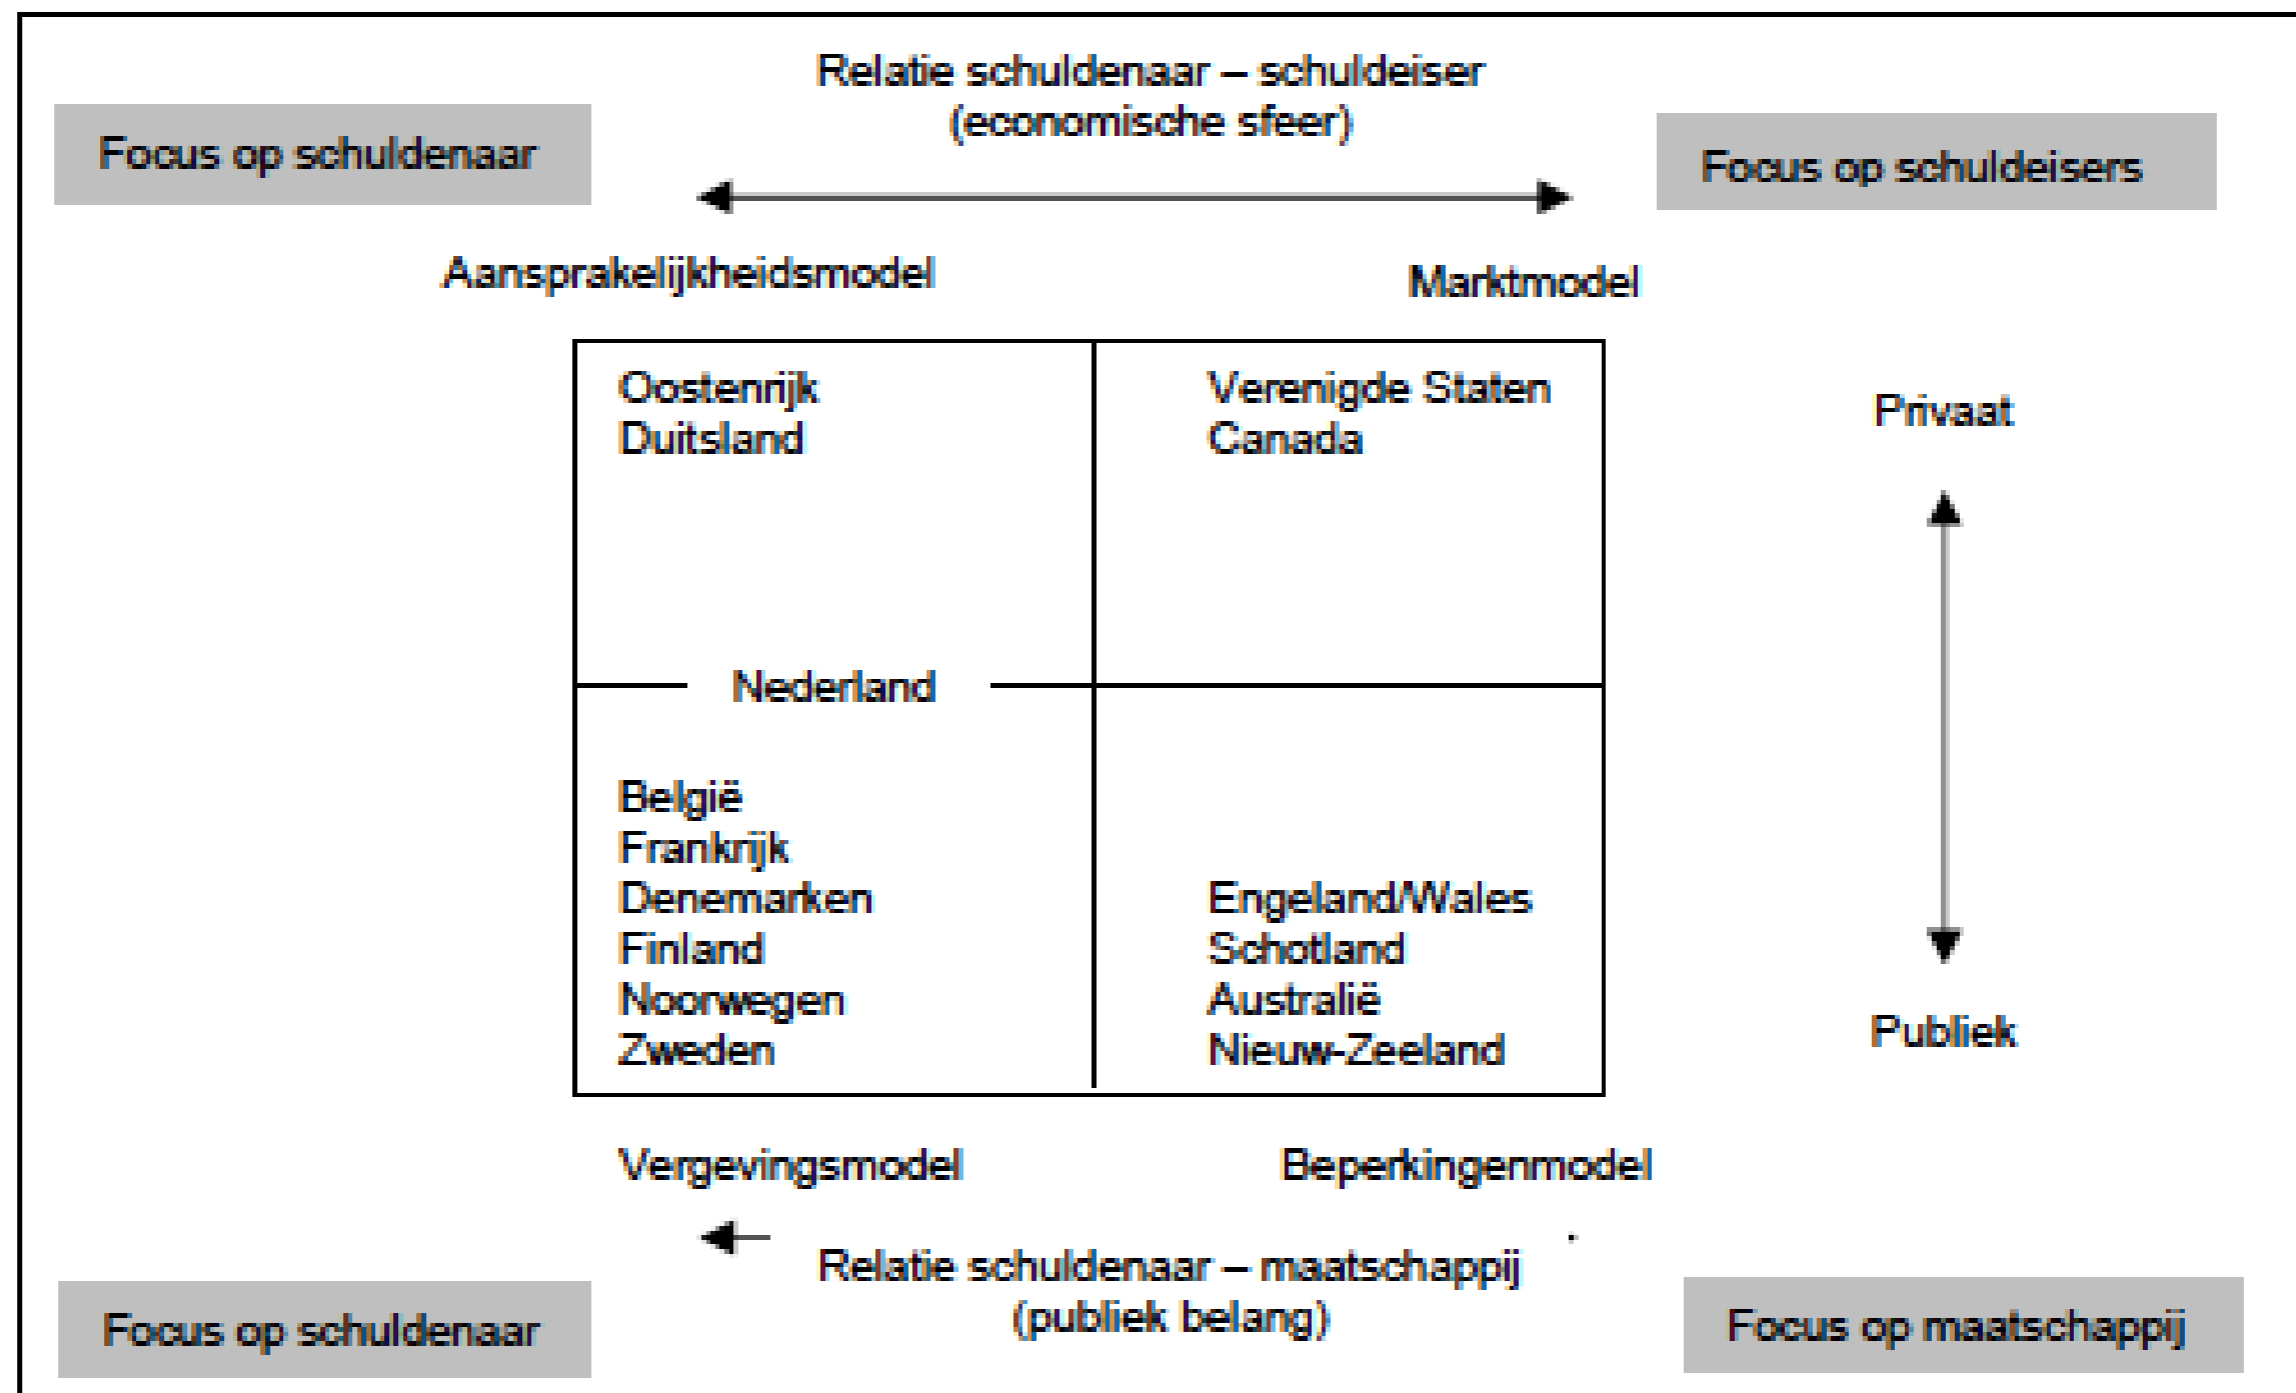 Relatie schuldenaar – schuldeiser
(economische sfeer)
Focus op schuldenaar
Focus op schuldeisers
Aansprakelijkheidsmodel
Marktmodel
Oostenrijk
Duitsland
Verenigde Staten
Canada
Privaat
Nederland
België
Frankrijk
Denemarken
Finland
Noorwegen
Zweden
Engeland/Wales
Schotland
Australië
Nieuw-Zeeland
Publiek
Vergevingsmodel
Beperkingenmodel
Relatie schuldenaar – maatschappij
(publiek belang)
Focus op schuldenaar
Focus op maatschappij